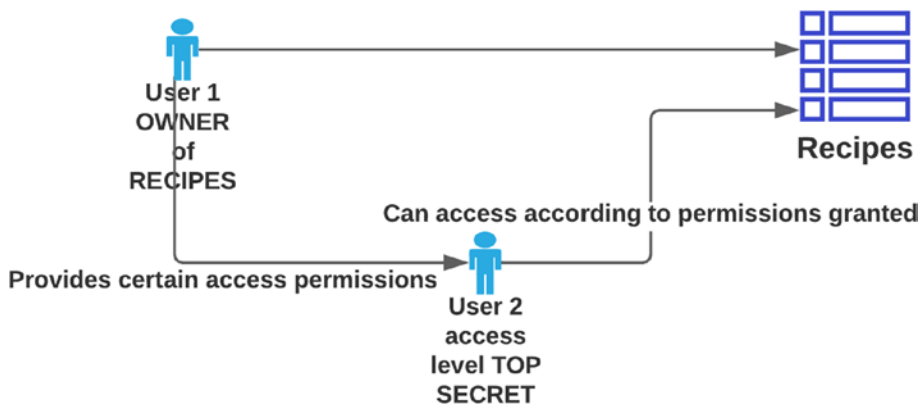 User 1
OWNER
of
RECIPES
Recipes
Can access according to permissions granted
Provides certain access permissions
User 2
access
level TOP
SECRET